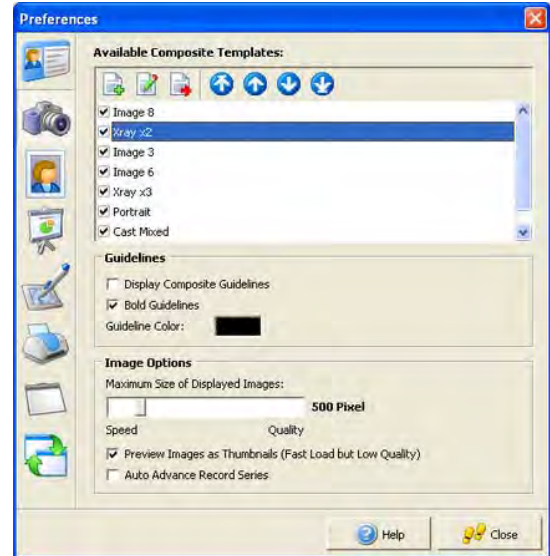 Preferences
Available Composite Templates:
Image 8
Xray x2
Image 3
Image 6
Xray x3
Portrait
Cast Mixed
Guidelines
Display Composite Guidelines
Bold Guidelines
Guideline Color:
Image Options
Maximum Size of Displayed Images:
500 Pixel
Speed Quality
Preview Images as Thumbnails (Fast Load but Low Quality)
Auto Advance Record Series
Help Close